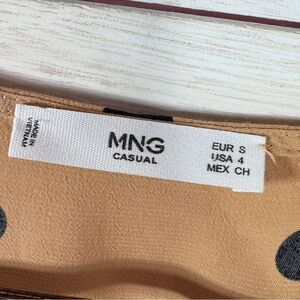 MADE IN
VIETNAM
MNG
CASUAL
EUR S
USA 4
MEX CH